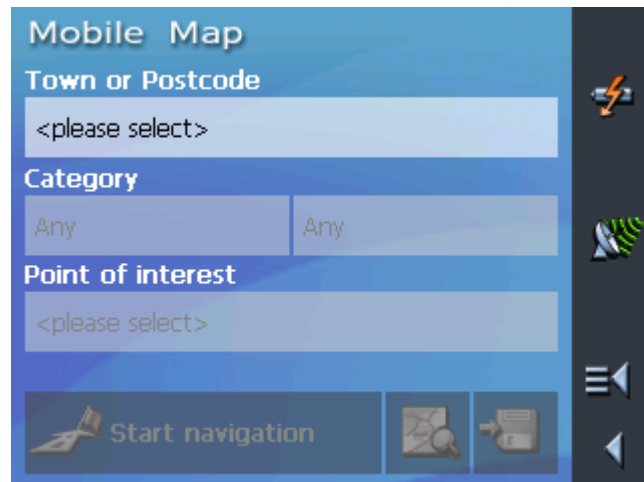 Mobile Map
Town or Postcode
<please select>
Category
Any Any
Point of interest
<please select>
Start navigation